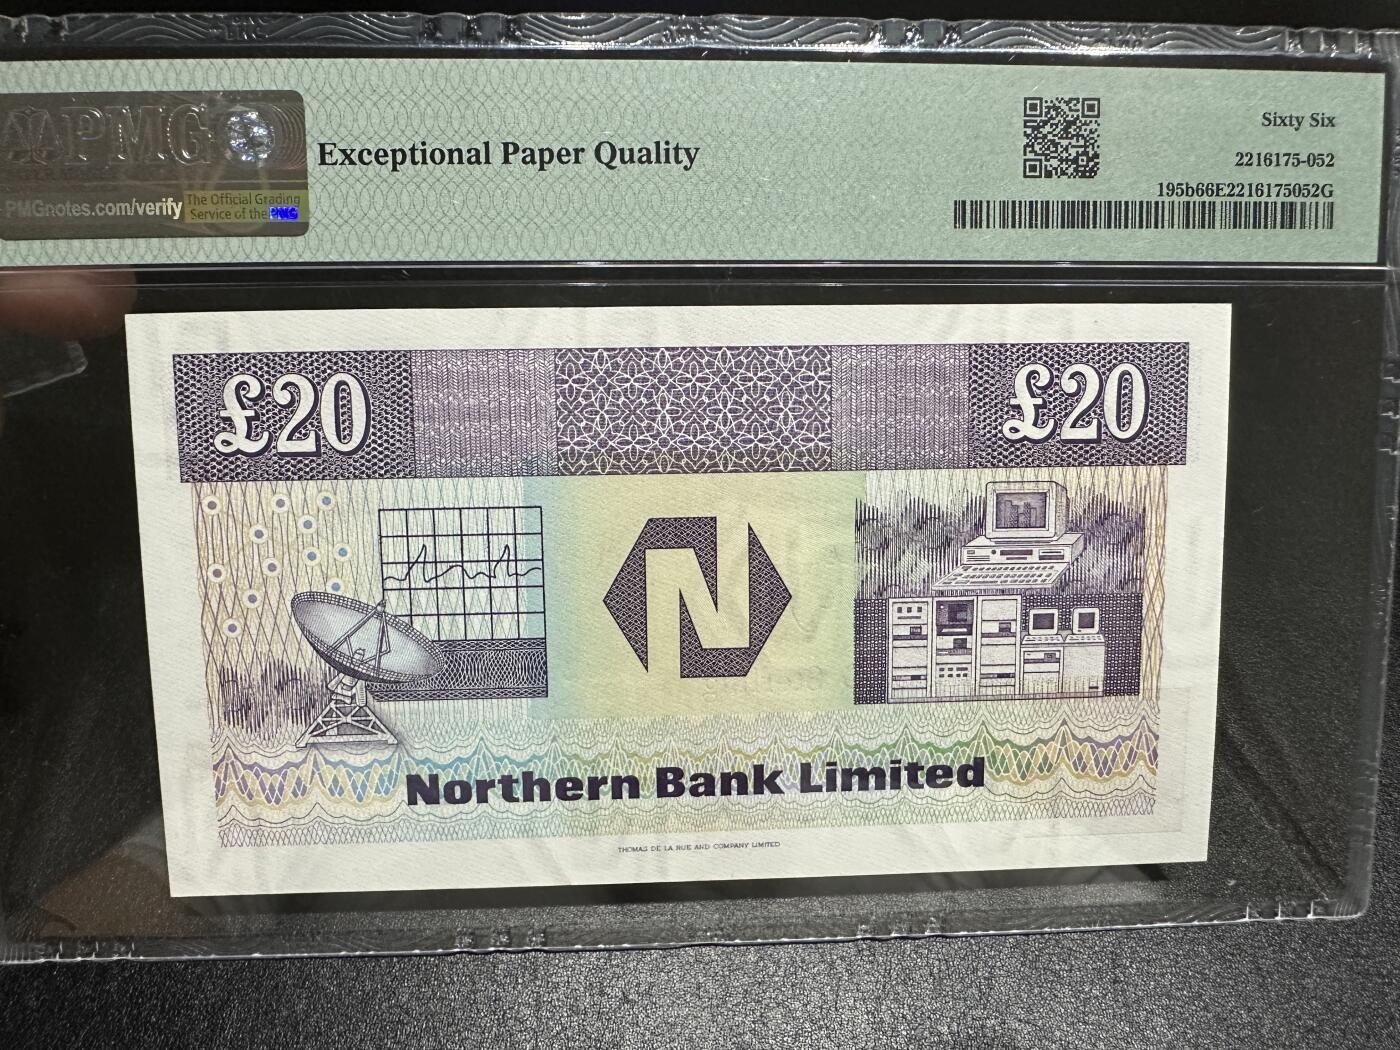 PMG
PMGnotes.com/verify
The Official Grading
Service of the PNG
Exceptional Paper Quality
Sixty Six
2216175-052
195b66E2216175052G
£20
£20
N
Northern Bank Limited
THOMAS DE LA RUE AND COMPANY LIMITED